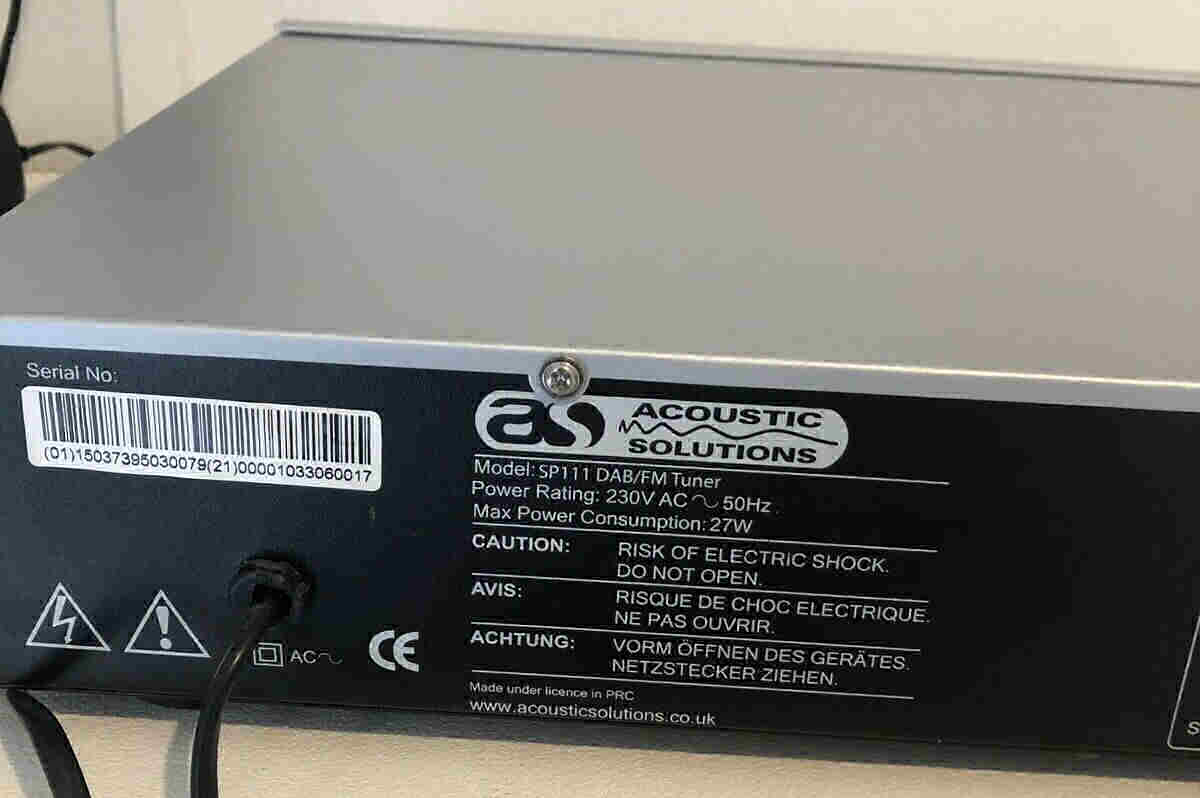 Serial No:
(01)15037395030079(21)00001033060017
as ACOUSTIC
SOLUTIONS
Model: SP111 DAB/FM Tuner
Power Rating: 230V AC 50Hz.
Max Power Consumption: 27W
CAUTION: RISK OF ELECTRIC SHOCK.
DO NOT OPEN.
AVIS: RISQUE DE CHOC ELECTRIQUE.
NE PAS OUVRIR.
ACHTUNG: VORM ÖFFNEN DES GERÄTES.
NETZSTECKER ZIEHEN.
AC
CE
Made under licence in PRC
www.acousticsolutions.co.uk
S